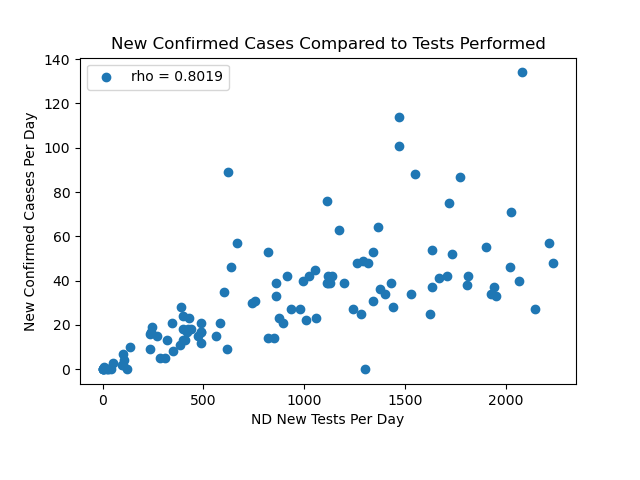 New Confirmed Cases Compared to Tests Performed
rho = 0.8019
140
120
100
80
60
40
20
0
New Confirmed Caeses Per Day
0 500 1000 1500 2000
ND New Tests Per Day